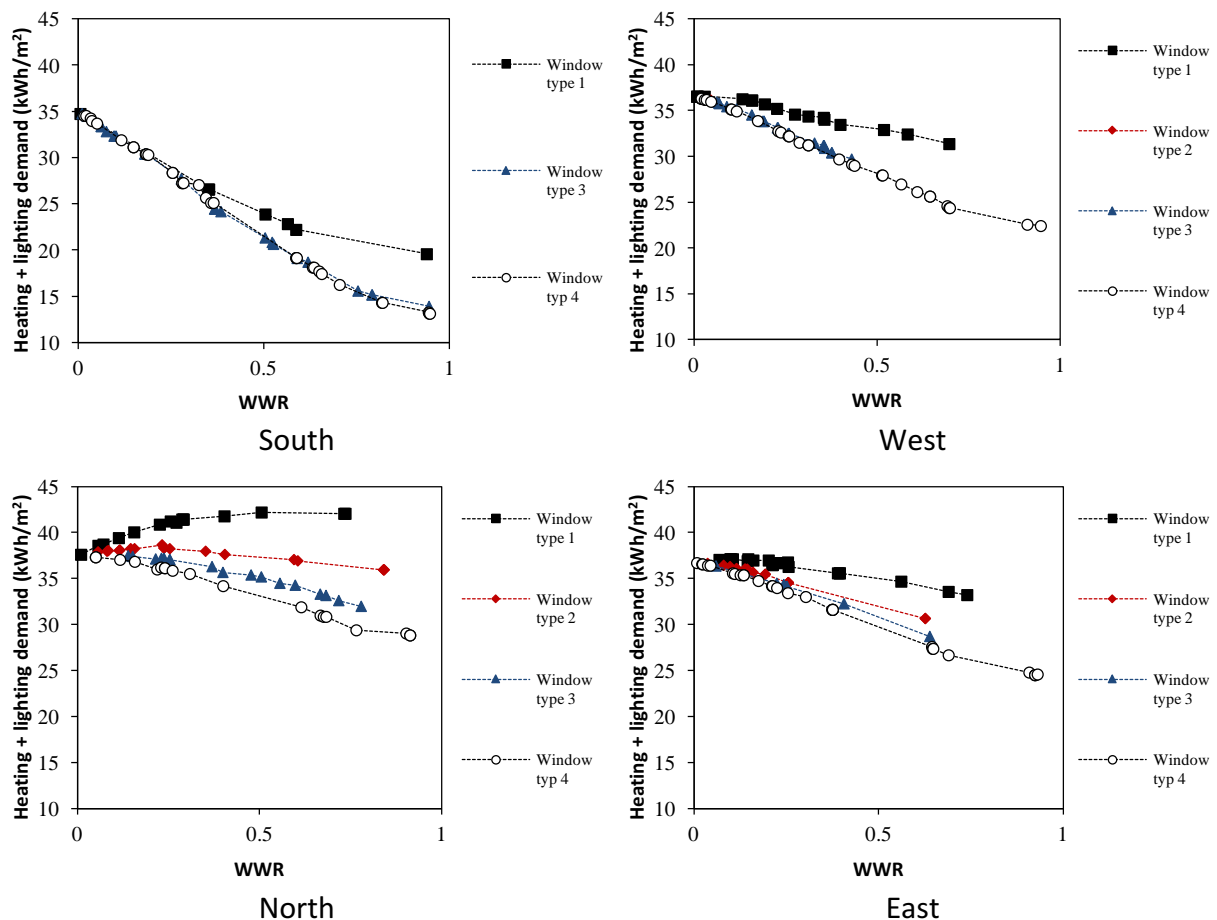 Heating + lighting demand (kWh/m²)
45
40
35
30
25
20
15
10
0
0.5
1
WWR
Window
type 1
Window
type 3
Window
typ 4
South
Heating + lighting demand (kWh/m²)
45
40
35
30
25
20
15
10
0
0.5
1
WWR
Window
type 1
Window
type 2
Window
type 3
Window
typ 4
West
Heating + lighting demand (kWh/m²)
45
40
35
30
25
20
15
10
0
0.5
1
WWR
Window
type 1
Window
type 2
Window
type 3
Window
typ 4
North
Heating + lighting demand (kWh/m²)
45
40
35
30
25
20
15
10
0
0.5
1
WWR
Window
type 1
Window
type 2
Window
type 3
Window
typ 4
East